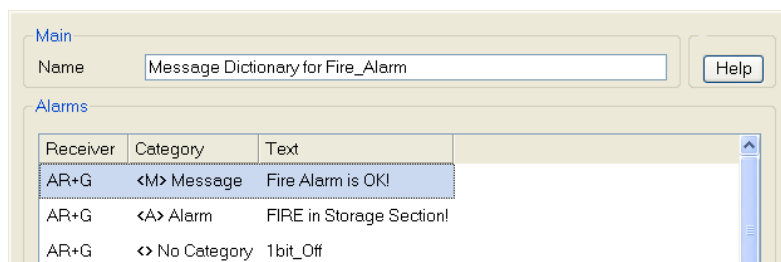 Main
Name Message Dictionary for Fire_Alarm Help
Alarms
Receiver Category Text
AR+G <M> Message Fire Alarm is OK!
AR+G <A> Alarm FIRE in Storage Section!
AR+G <> No Category 1bit_Off